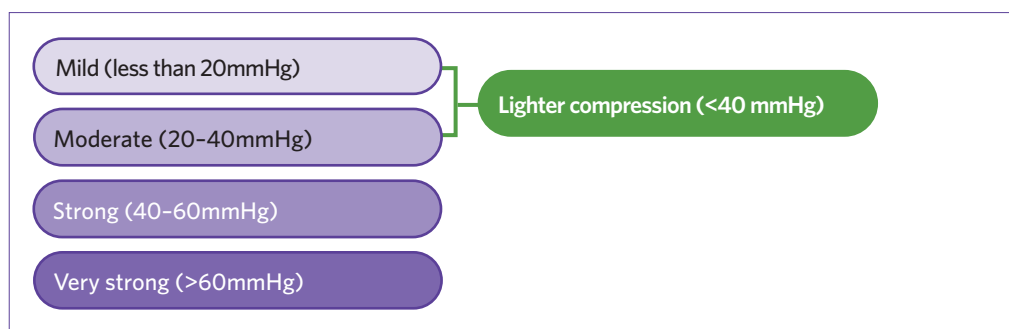 Mild (less than 20mmHg)
Lighter compression (<40 mmHg)
Moderate (20–40mmHg)
Strong (40–60mmHg)
Very strong (>60mmHg)